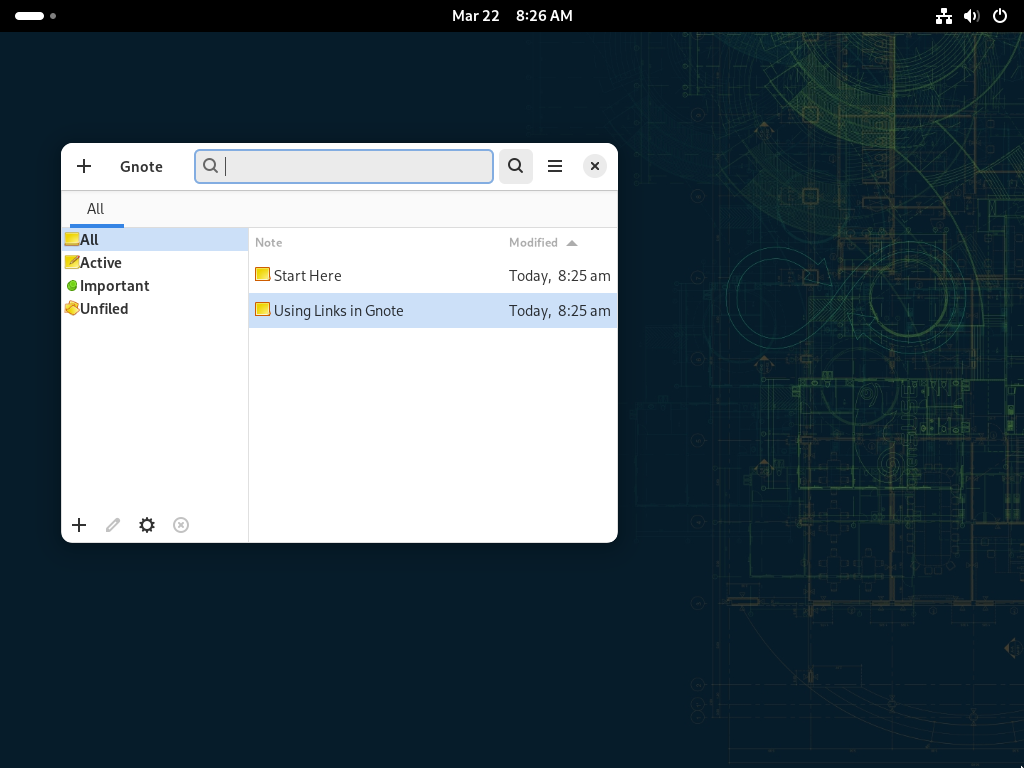 Mar 22 8:26 AM
Gnote
All
All
Active
Important
Unfiled
Note Modified
Start Here Today, 8:25 am
Using Links in Gnote Today, 8:25 am